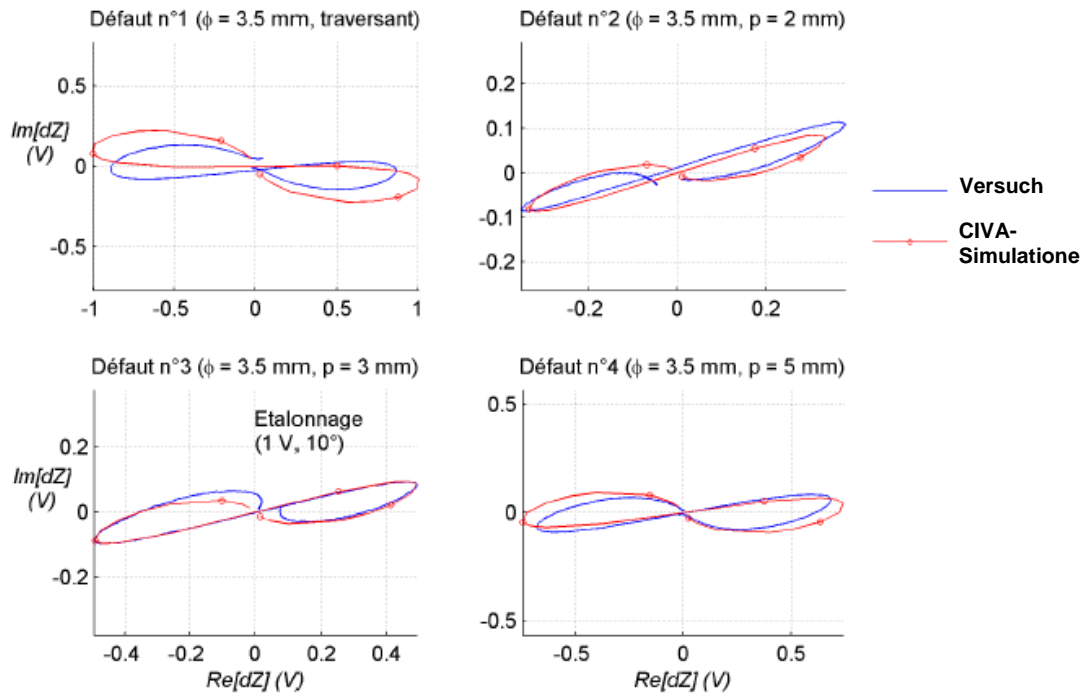 Défaut n°1 (ϕ = 3.5 mm, traversant)
0.5
0
-0.5
-1
-0.5
0
0.5
1
Im[dZ]
(V)
Défaut n°2 (ϕ = 3.5 mm, p = 2 mm)
0.2
0.1
0
-0.1
-0.2
-0.2
0
0.2
Versuch
CIVA-
Simulatione
Défaut n°3 (ϕ = 3.5 mm, p = 3 mm)
Etalonnage
(1 V, 10°)
0.2
0
-0.2
-0.4
-0.2
0
0.2
0.4
Im[dZ]
(V)
Re[dZ] (V)
Défaut n°4 (ϕ = 3.5 mm, p = 5 mm)
0.5
0
-0.5
-0.5
0
0.5
Re[dZ] (V)